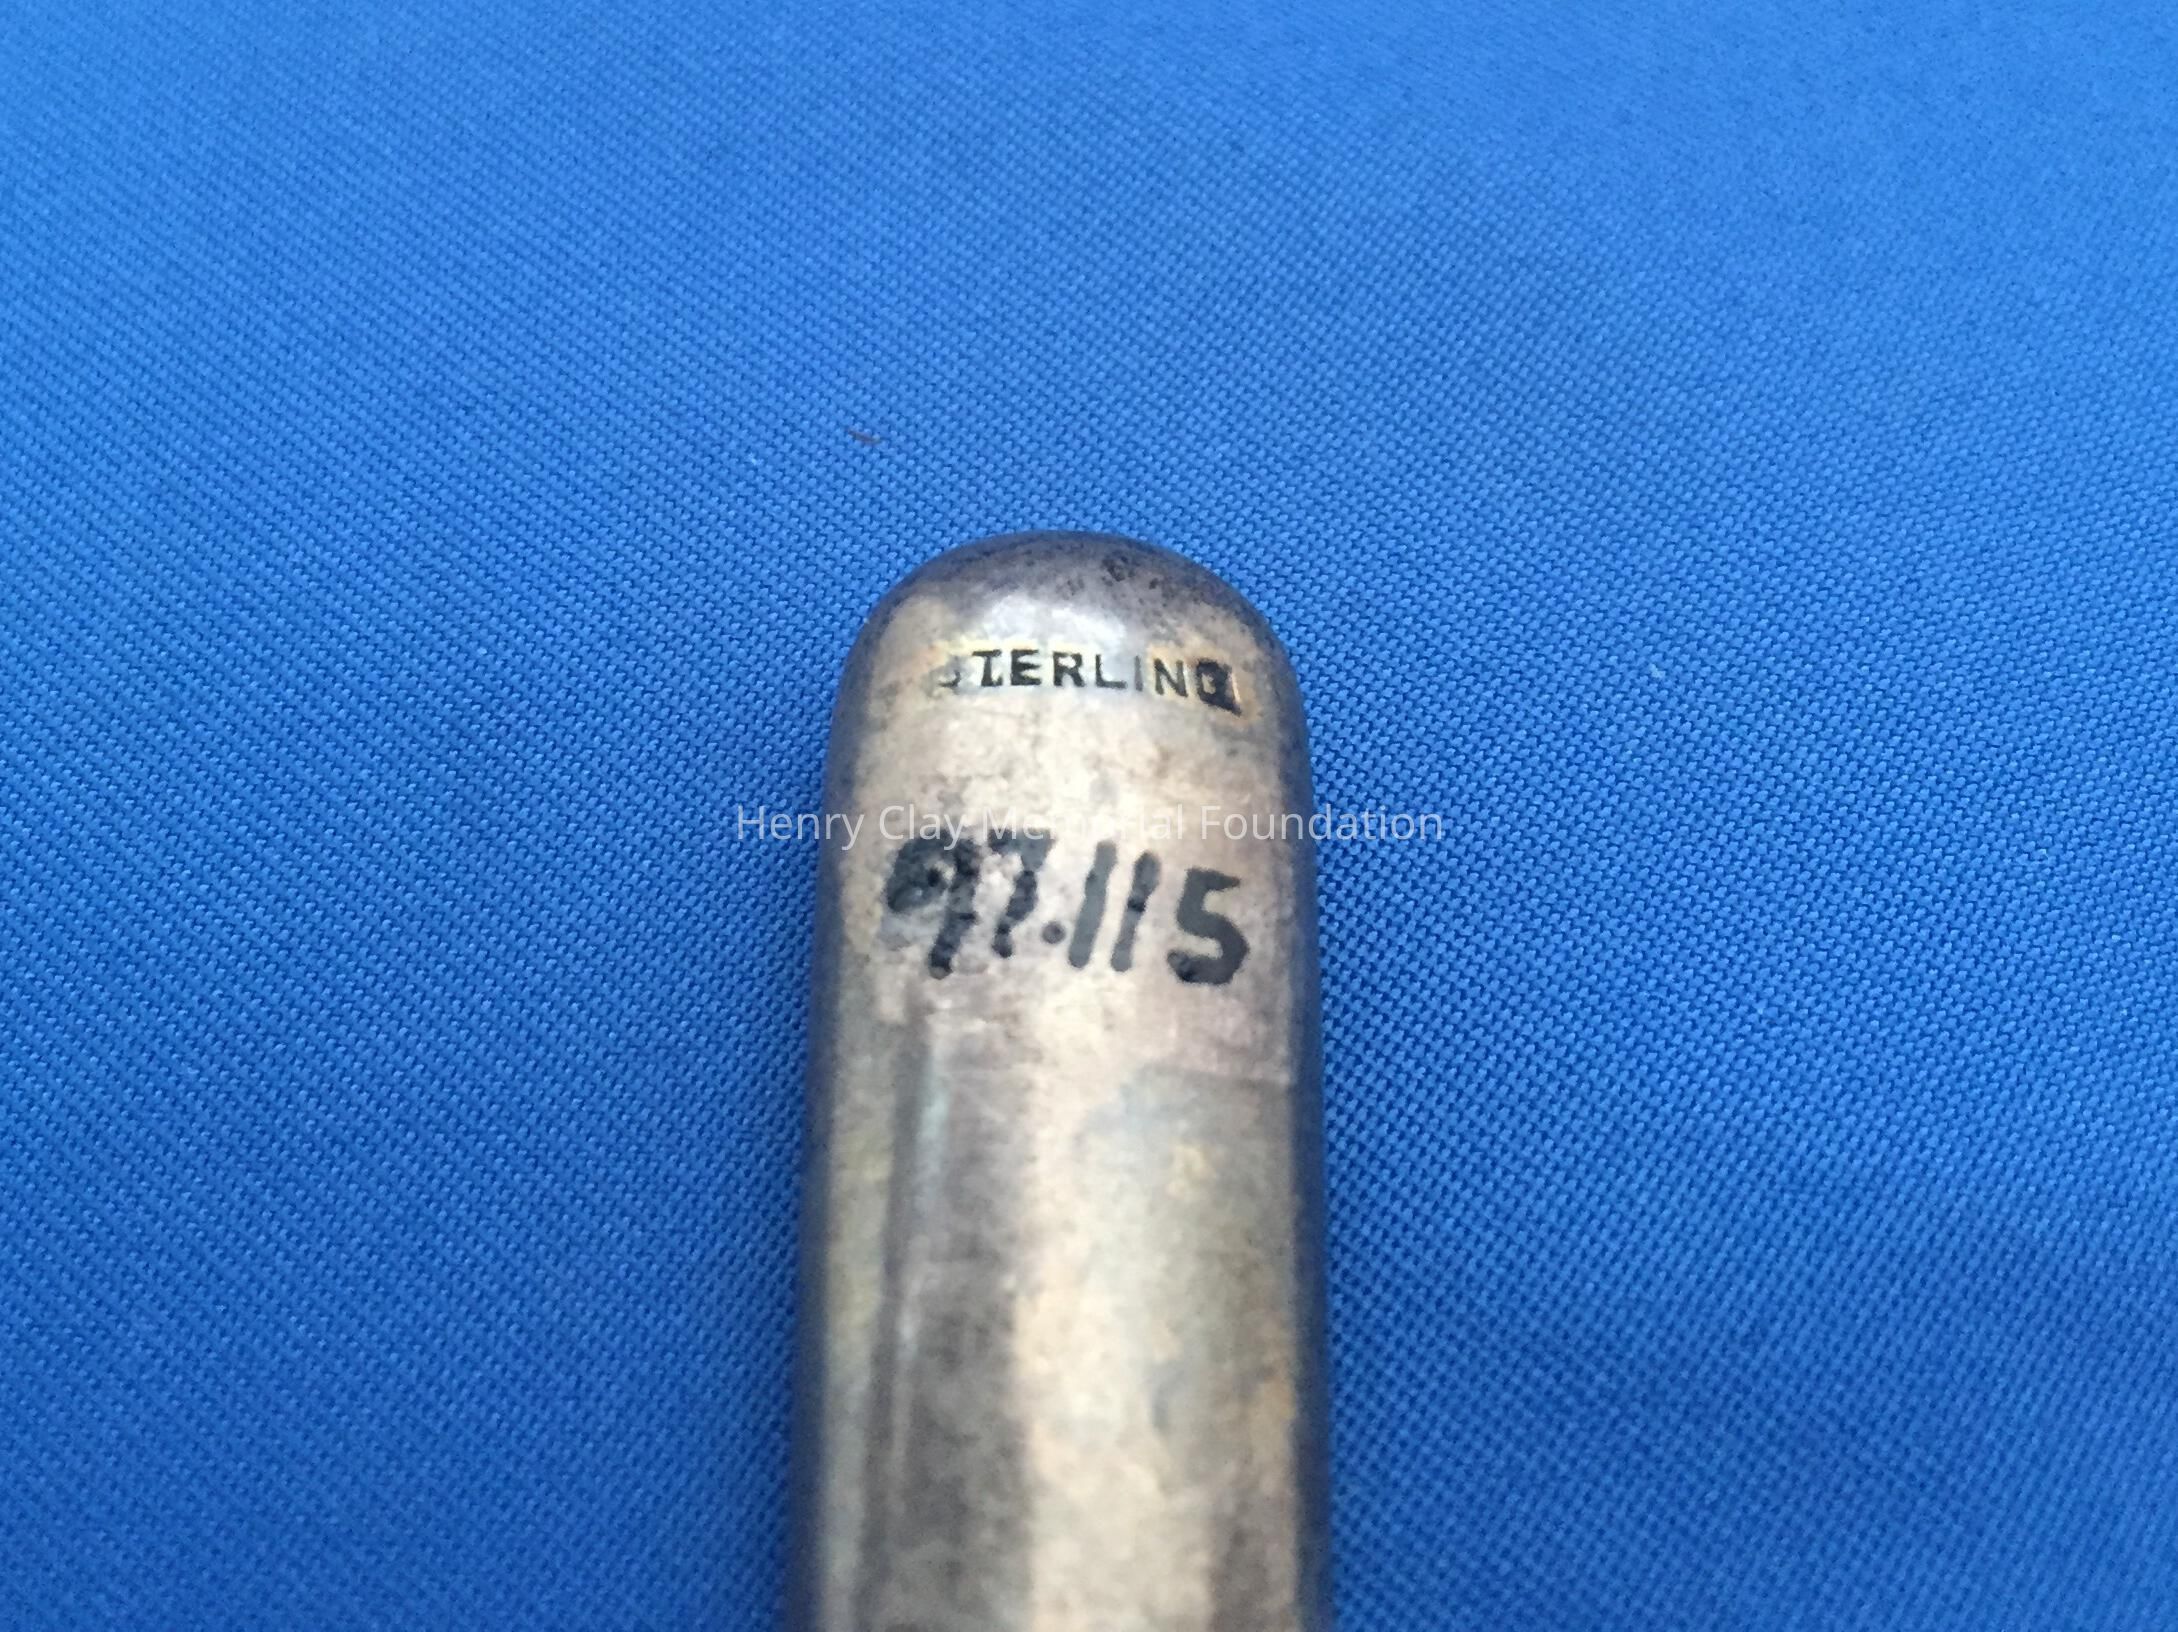 STERLING
Henry Clay Memorial Foundation
97.115